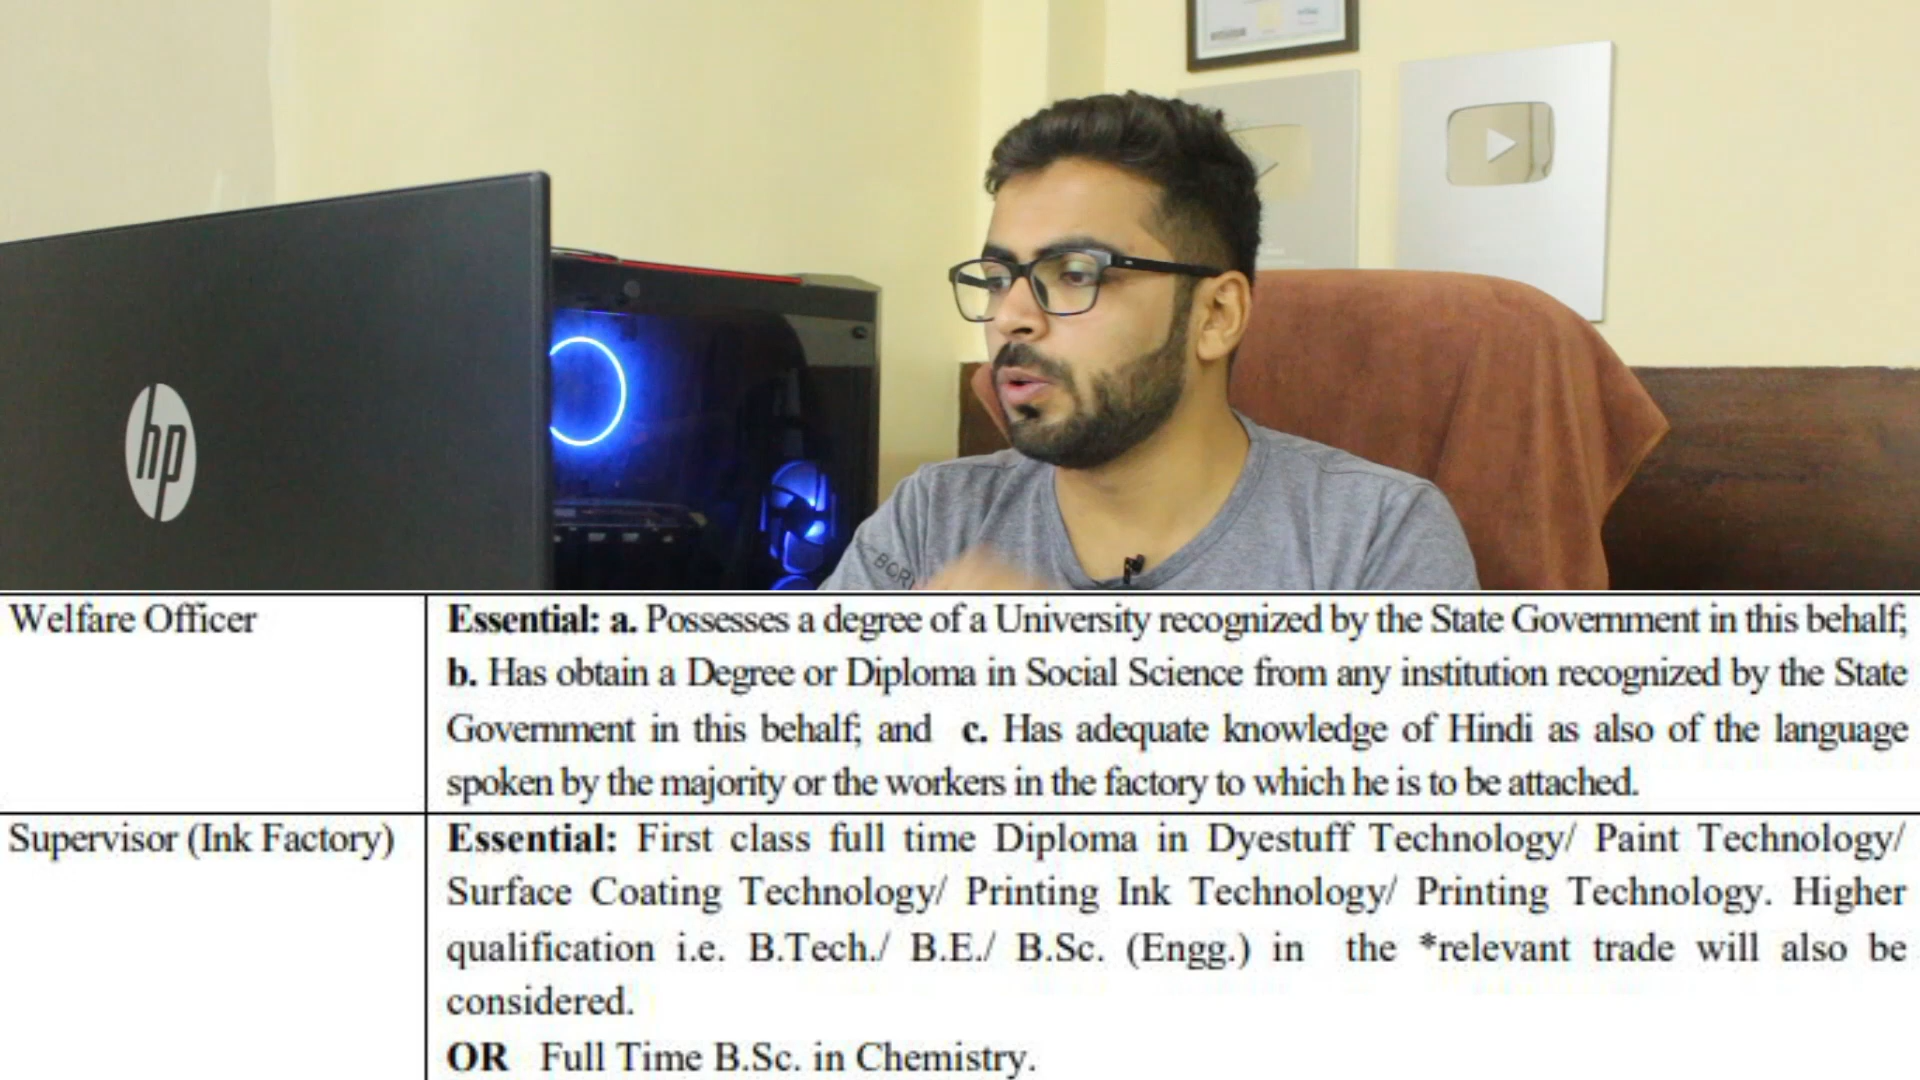 hp
BORN
Welfare Officer
Essential: a. Possesses a degree of a University recognized by the State Government in this behalf;
b. Has obtain a Degree or Diploma in Social Science from any institution recognized by the State
Government in this behalf; and c. Has adequate knowledge of Hindi as also of the language
spoken by the majority or the workers in the factory to which he is to be attached.
Supervisor (Ink Factory)
Essential: First class full time Diploma in Dyestuff Technology/ Paint Technology/
Surface Coating Technology/ Printing Ink Technology/ Printing Technology. Higher
qualification i.e. B.Tech./ B.E./ B.Sc. (Engg.) in the *relevant trade will also be
considered.
OR Full Time B.Sc. in Chemistry.